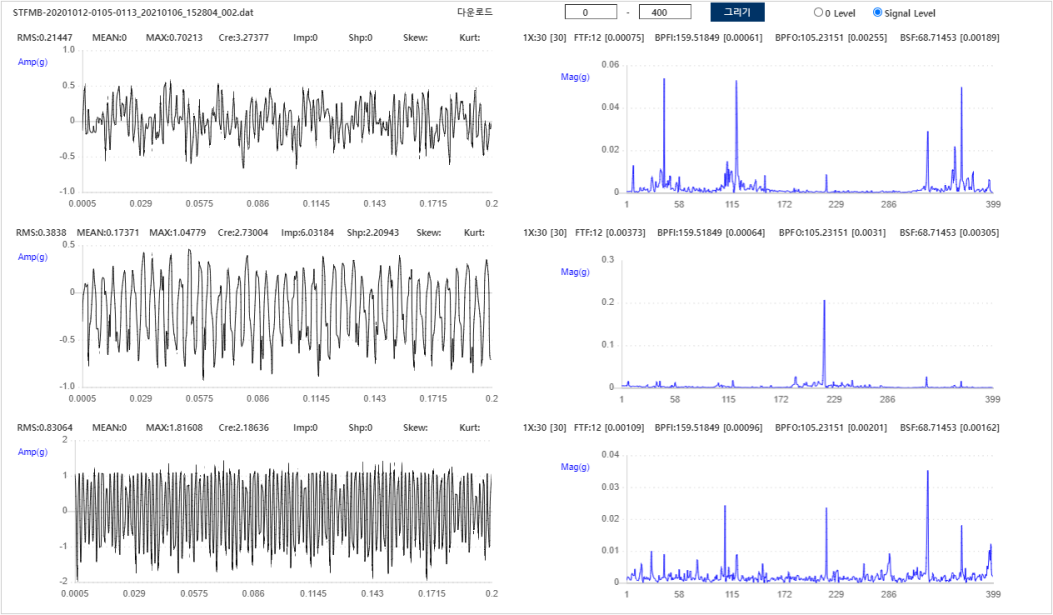 STFMB-20201012-0105-0113_20210106_152804_002.dat 다운로드 0 - 400 그리기 0 Level Signal Level
RMS:0.21447 MEAN:0 MAX:0.70213 Cre:3.27377 Imp:0 Shp:0 Skew: Kurt:
1X:30 [30] FTF:12 [0.00075] BPFI:159.51849 [0.00061] BPFO:105.23151 [0.00255] BSF:68.71453 [0.00189]
Amp(g)
1.0
0.5
0
-0.5
-1.0
0.0005 0.029 0.0575 0.086 0.1145 0.143 0.1715 0.2
Mag(g)
0.06
0.04
0.02
0
1 58 115 172 229 286 399
RMS:0.3838 MEAN:0.17371 MAX:1.04779 Cre:2.73004 Imp:6.03184 Shp:2.20943 Skew: Kurt:
1X:30 [30] FTF:12 [0.00373] BPFI:159.51849 [0.00064] BPFO:105.23151 [0.0031] BSF:68.71453 [0.00305]
Amp(g)
0.5
0
-0.5
-1.0
0.0005 0.029 0.0575 0.086 0.1145 0.143 0.1715 0.2
Mag(g)
0.3
0.2
0.1
0
1 58 115 172 229 286 399
RMS:0.83064 MEAN:0 MAX:1.81608 Cre:2.18636 Imp:0 Shp:0 Skew: Kurt:
1X:30 [30] FTF:12 [0.00109] BPFI:159.51849 [0.00096] BPFO:105.23151 [0.00201] BSF:68.71453 [0.00162]
Amp(g)
2
1
0
-1
-2
0.0005 0.029 0.0575 0.086 0.1145 0.143 0.1715 0.2
Mag(g)
0.04
0.03
0.02
0.01
0
1 58 115 172 229 286 399